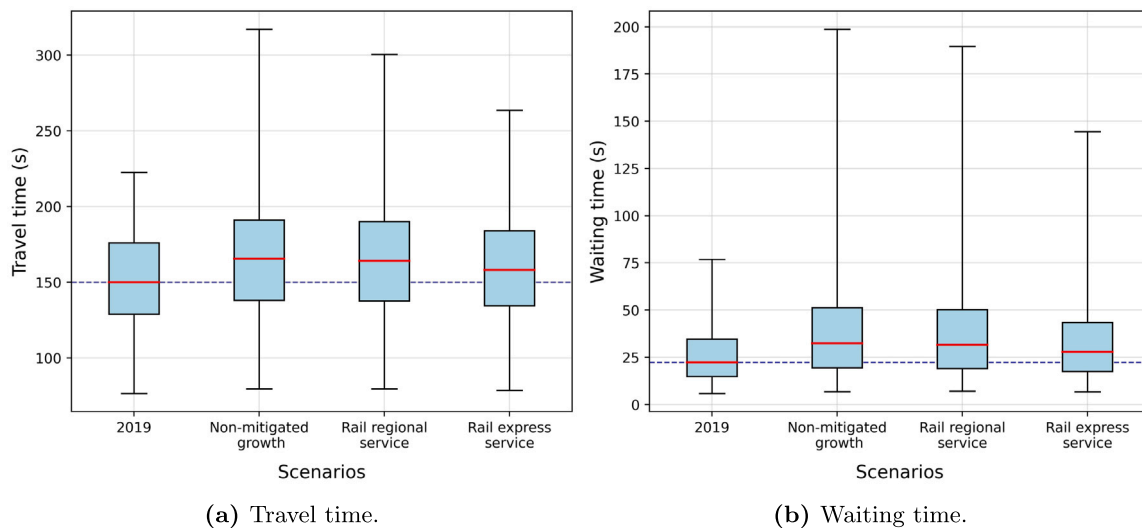 300
250
200
150
100
Travel time (s)
2019
Non-mitigated
growth
Rail regional
service
Rail express
service
Scenarios
(a) Travel time.
200
175
150
125
100
75
50
25
0
Waiting time (s)
2019
Non-mitigated
growth
Rail regional
service
Rail express
service
Scenarios
(b) Waiting time.